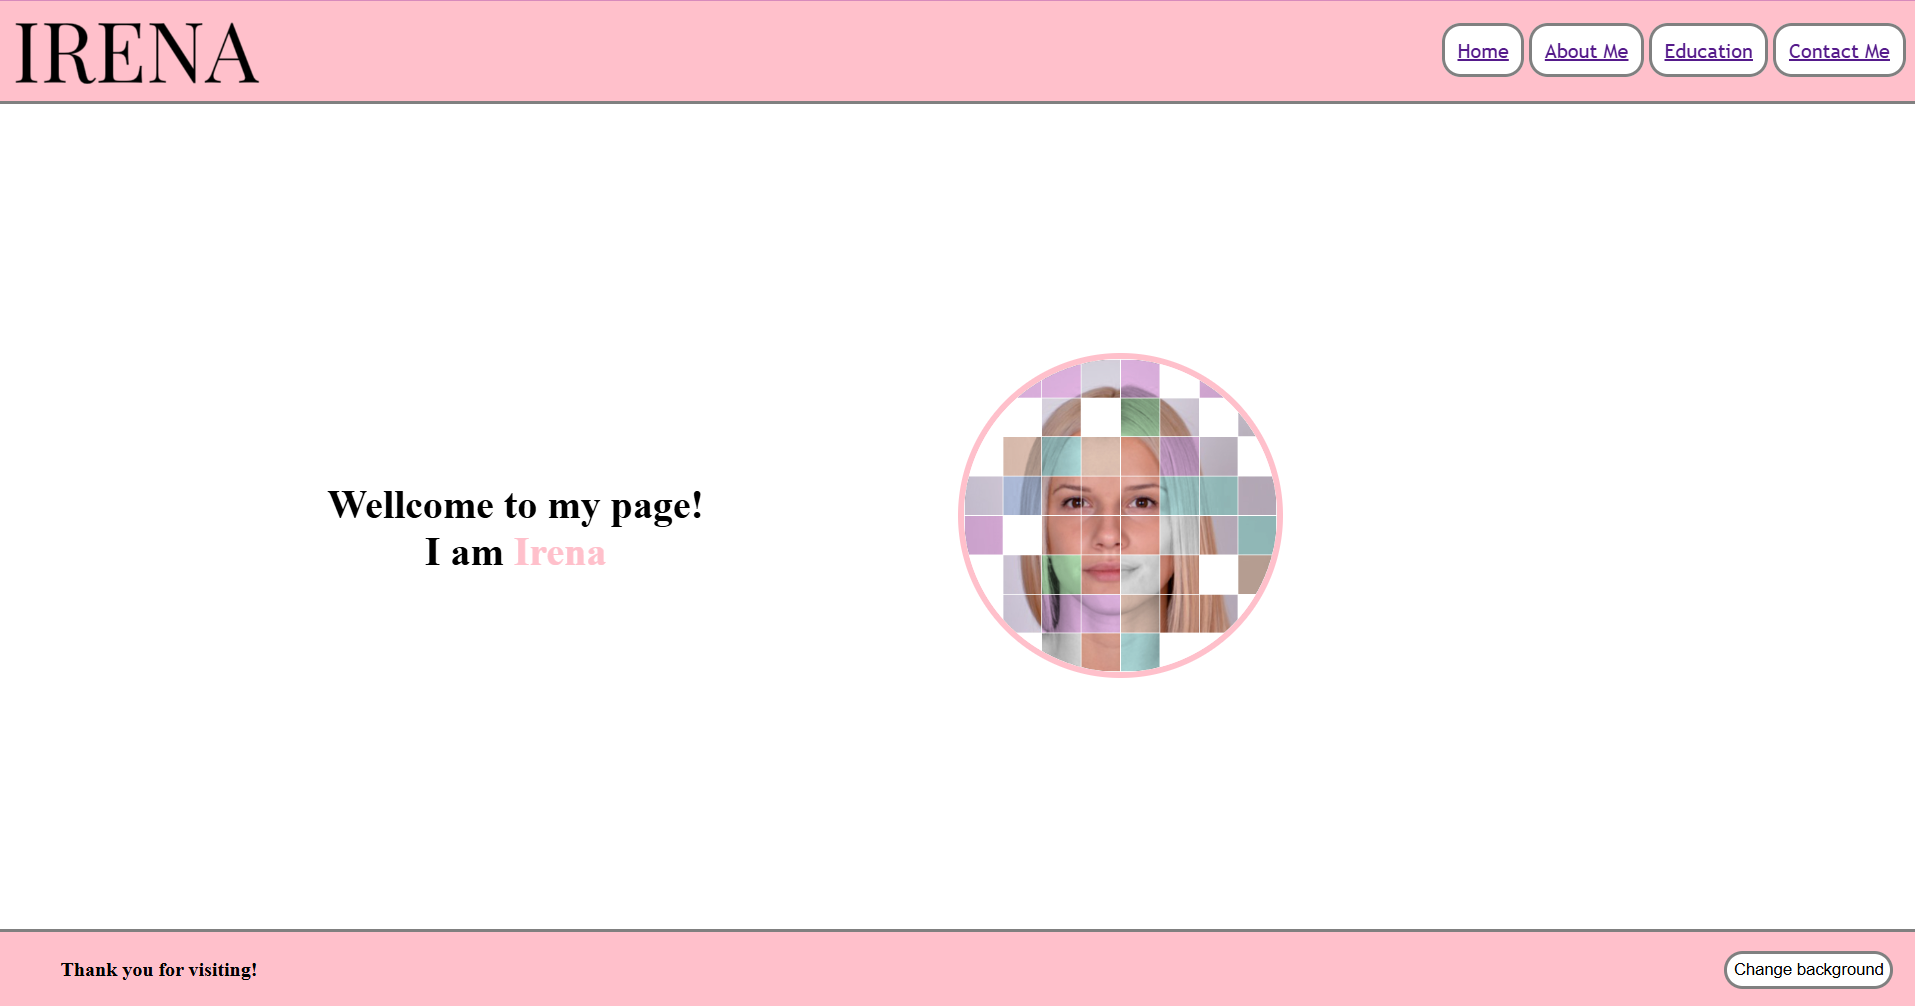 IRENA
Home About Me Education Contact Me
Wellcome to my page!
I am Irena
Thank you for visiting!
Change background